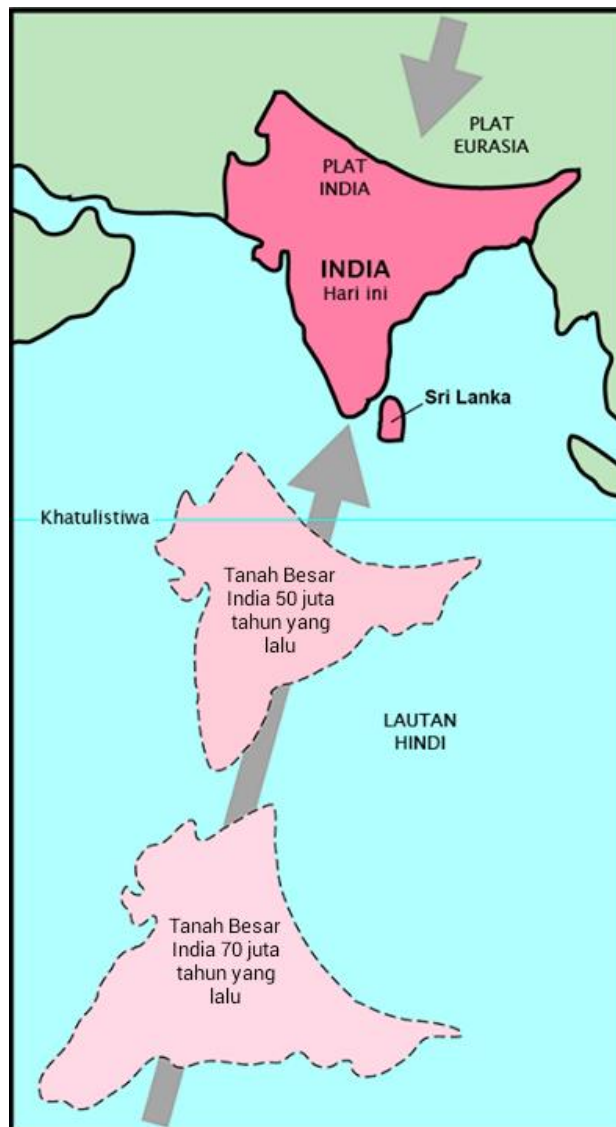 PLAT
EURASIA
PLAT
INDIA
INDIA
Hari ini
Sri Lanka
Khatulistiwa
Tanah Besar
India 50 juta
tahun yang
lalu
LAUTAN
HINDI
Tanah Besar
India 70 juta
tahun yang
lalu